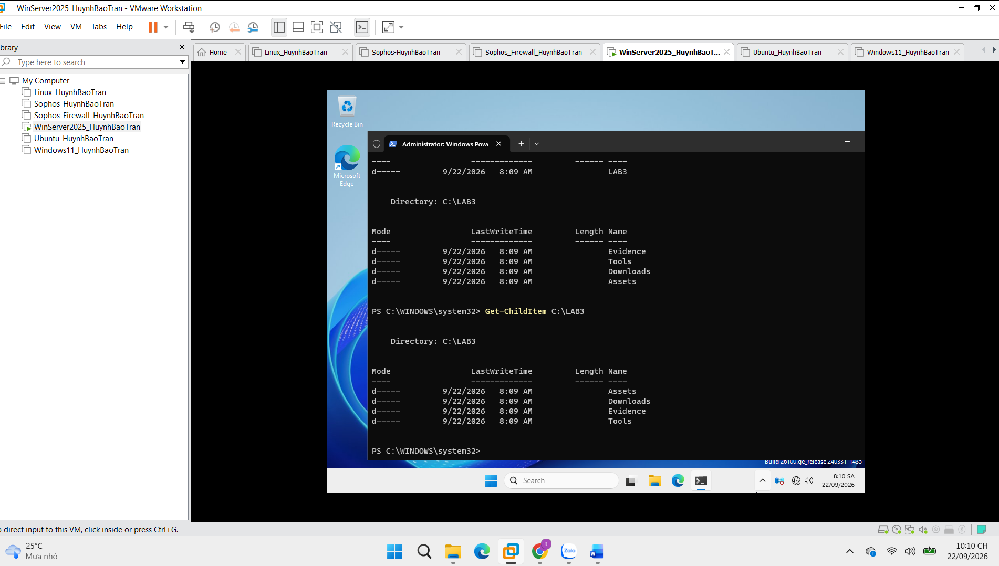 WinServer2025_HuynhBaoTran - VMware Workstation
File Edit View VM Tabs Help
Library
Type here to search
My Computer
Linux_HuynhBaoTran
Sophos-HuynhBaoTran
Sophos_Firewall_HuynhBaoTran
WinServer2025_HuynhBaoTran
Ubuntu_HuynhBaoTran
Windows11_HuynhBaoTran
Home Linux_HuynhBaoTran Sophos-HuynhBaoTran Sophos_Firewall_HuynhBaoTran WinServer2025_HuynhBaoT... Ubuntu_HuynhBaoTran Windows11_HuynhBaoTran
Recycle Bin
Microsoft
Edge
Administrator: Windows Powe
---- ------------- ------ ----
d----- 9/22/2026 8:09 AM LAB3
Directory: C:\LAB3
Mode LastWriteTime Length Name
---- ------------- ------ ----
d----- 9/22/2026 8:09 AM Evidence
d----- 9/22/2026 8:09 AM Tools
d----- 9/22/2026 8:09 AM Downloads
d----- 9/22/2026 8:09 AM Assets
PS C:\WINDOWS\system32> Get-ChildItem C:\LAB3
Directory: C:\LAB3
Mode LastWriteTime Length Name
---- ------------- ------ ----
d----- 9/22/2026 8:09 AM Assets
d----- 9/22/2026 8:09 AM Downloads
d----- 9/22/2026 8:09 AM Evidence
d----- 9/22/2026 8:09 AM Tools
PS C:\WINDOWS\system32>
Build 26100.ge_release.240331-1435
Search
8:10 SA
22/09/2026
o direct input to this VM, click inside or press Ctrl+G.
25°C
Mưa nhỏ
t
Zalo
W
10:10 CH
22/09/2026